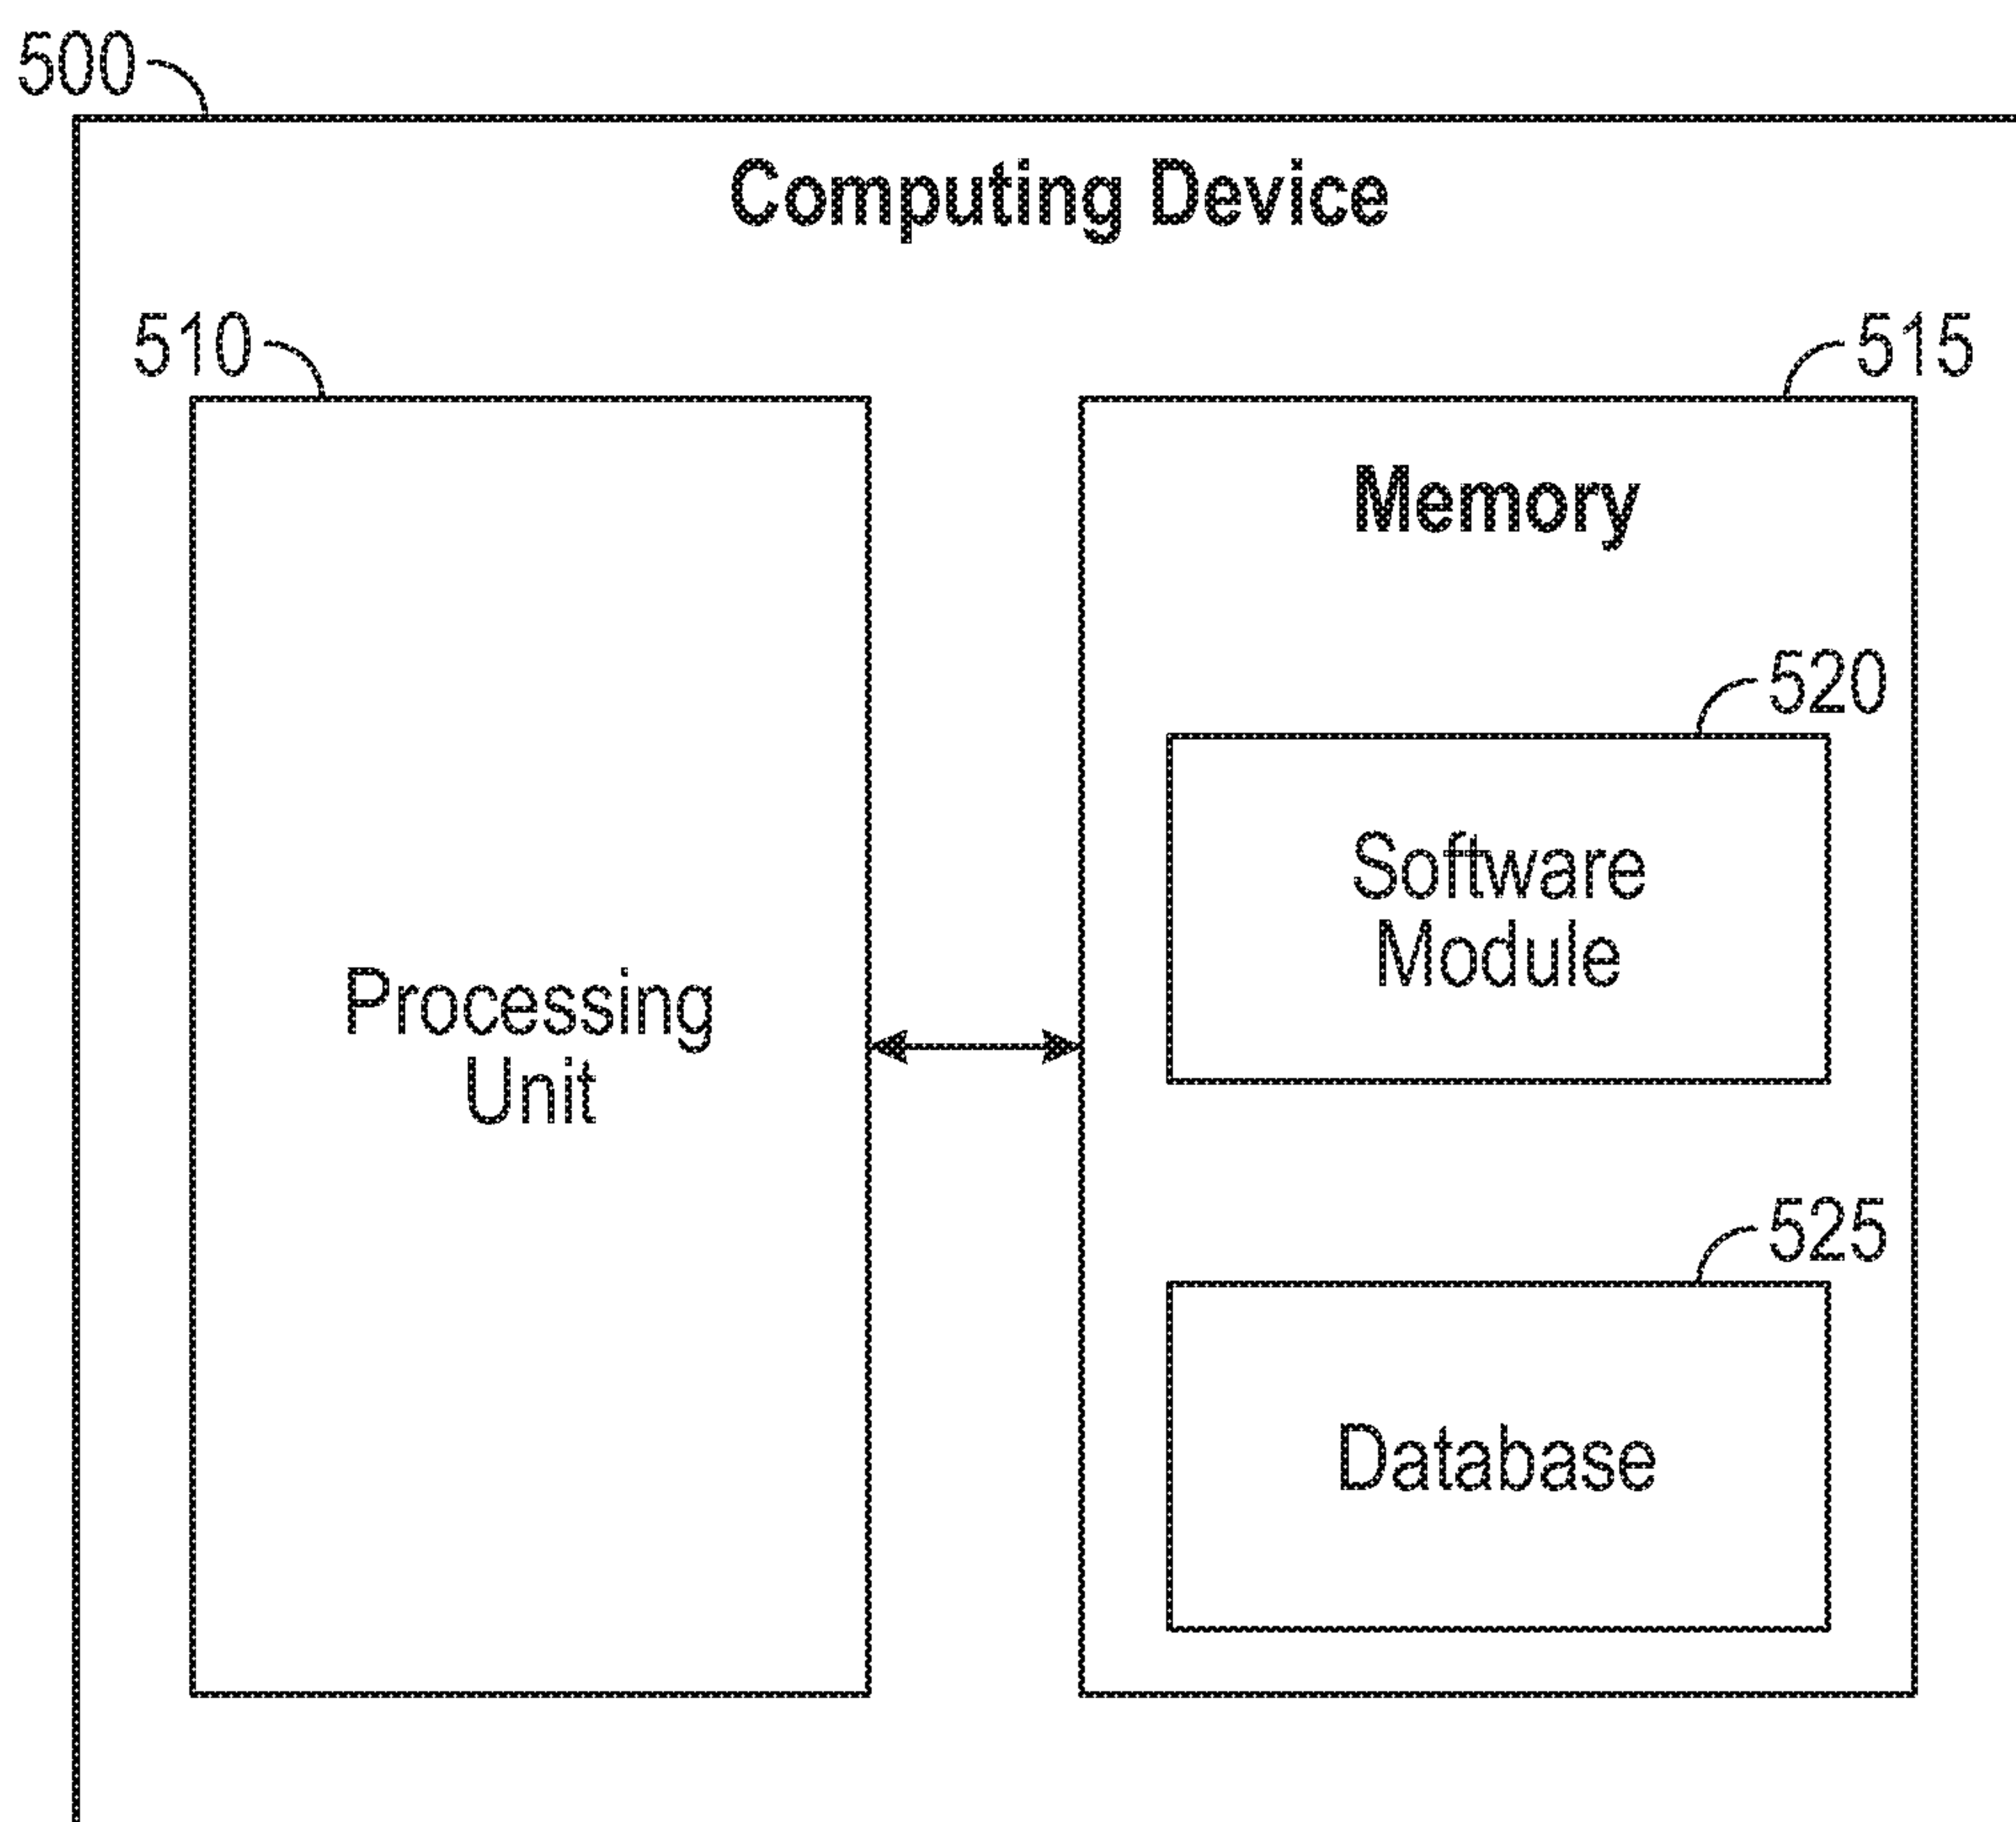 500
Computing Device
510
515
Memory
520
Software
Module
Processing
Unit
525
Database